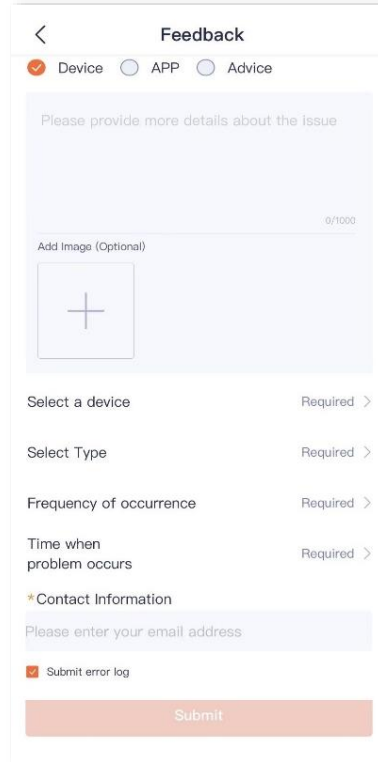 Feedback
Device APP Advice
Please provide more details about the Issue
0/1000
Add Image (Optional)
Select a device Required
Select Type Required
Frequency of occurrence Required
Time when
problem occurs Required
*Contact Information
Please enter your email address
Submit error log
Submit